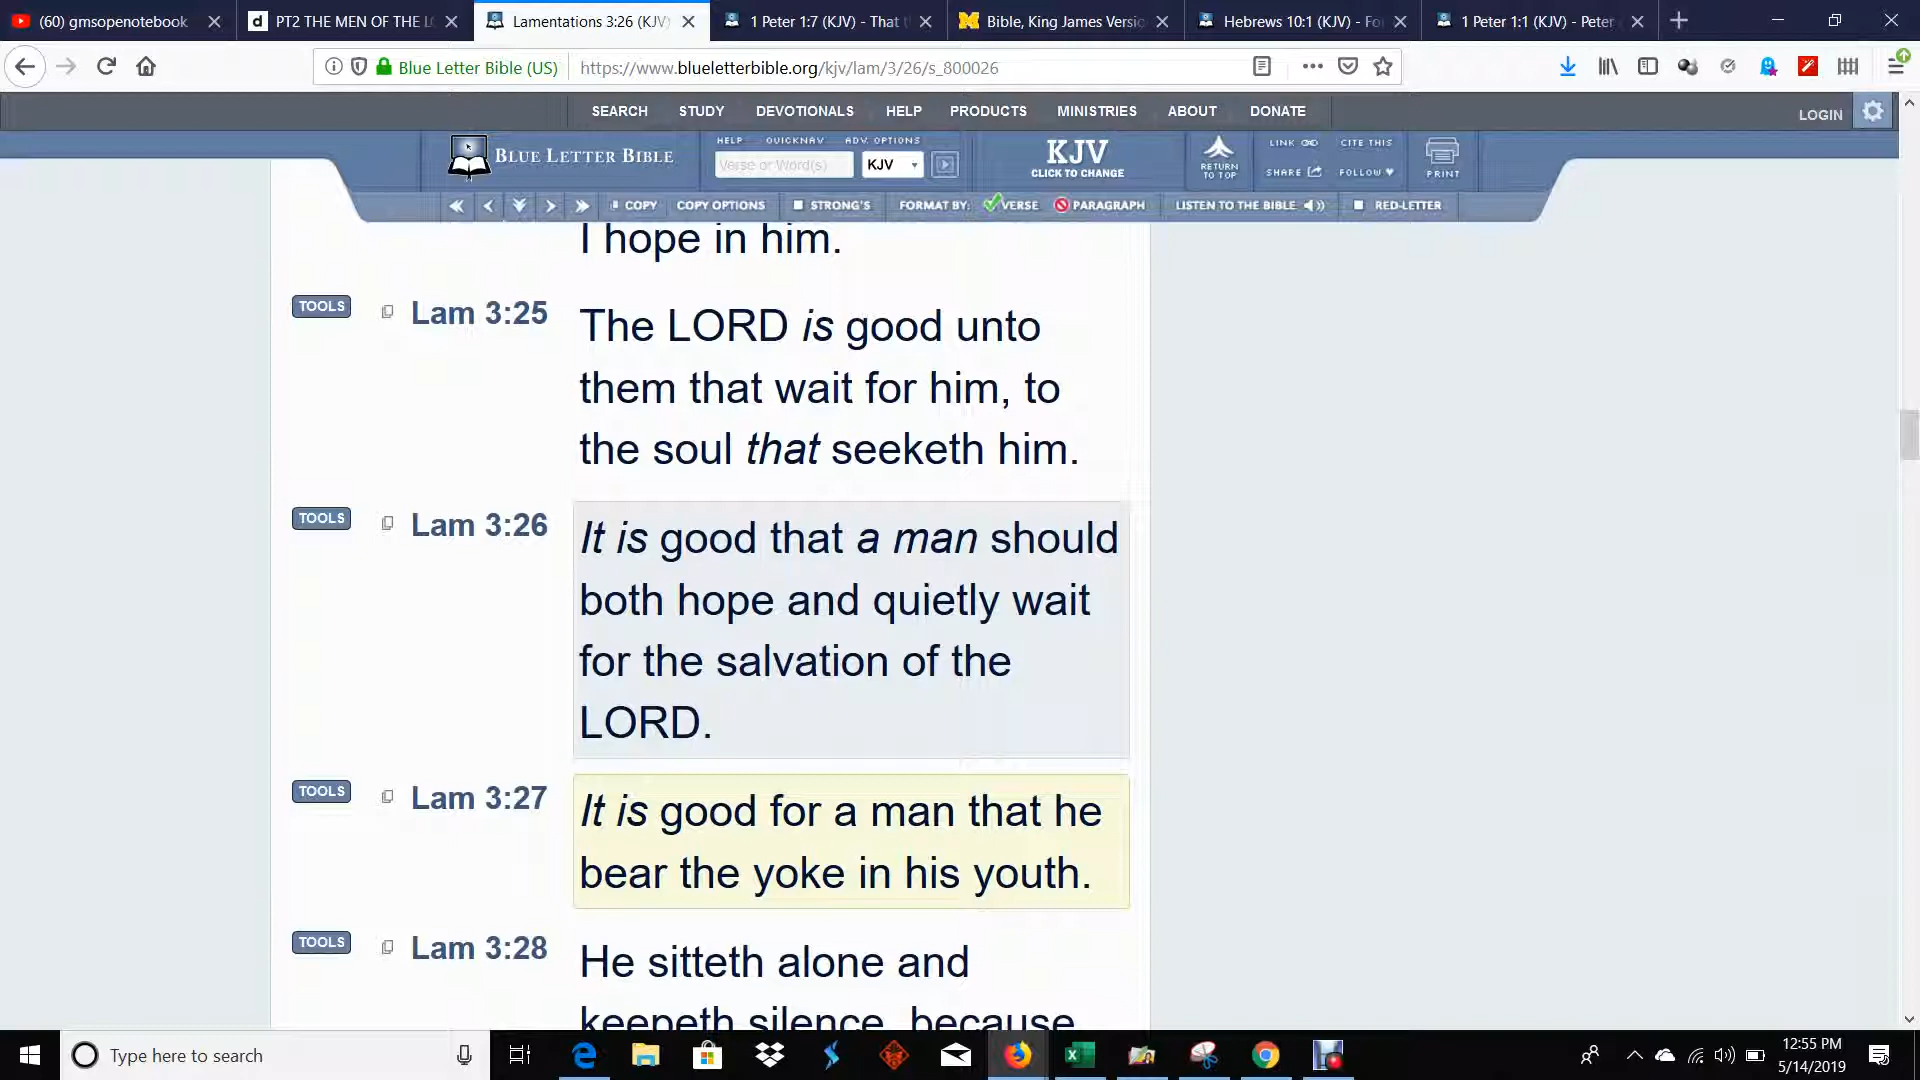 (60) gmsopenotebook
PT2 THE MEN OF THE L
Lamentations 3:26 (KJV)
1 Peter 1:7 (KJV) - That
Bible, King James Versio
Hebrews 10:1 (KJV) - Fo
1 Peter 1:1 (KJV) - Peter
Blue Letter Bible (US)
https://www.blueletterbible.org/kjv/lam/3/26/s_800026
SEARCH STUDY DEVOTIONALS HELP PRODUCTS MINISTRIES ABOUT DONATE
LOGIN
BLUE LETTER BIBLE
HELP QUICKNAV ADV. OPTIONS
Verse or Word(s) KJV
KJV
CLICK TO CHANGE
RETURN
TO TOP
LINK CITE THIS
SHARE FOLLOW
PRINT
COPY COPY OPTIONS STRONG'S FORMAT BY: VERSE PARAGRAPH LISTEN TO THE BIBLE RED-LETTER
I hope in him.
TOOLS Lam 3:25 The LORD is good unto
them that wait for him, to
the soul that seeketh him.
TOOLS Lam 3:26 It is good that a man should
both hope and quietly wait
for the salvation of the
LORD.
TOOLS Lam 3:27 It is good for a man that he
bear the yoke in his youth.
TOOLS Lam 3:28 He sitteth alone and
keepeth silence, because
Type here to search
12:55 PM
5/14/2019